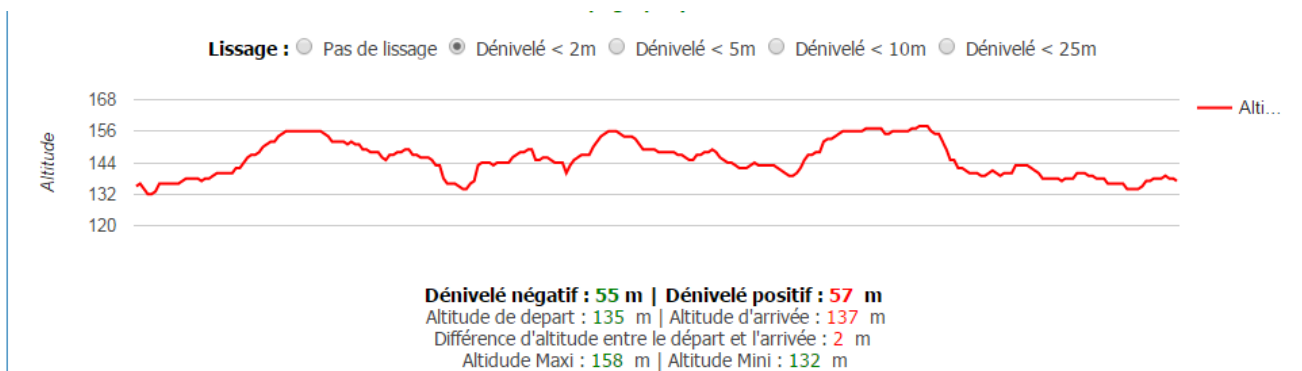 Lissage : Pas de lissage Dénivelé < 2m Dénivelé < 5m Dénivelé < 10m Dénivelé < 25m
168
Alti...
156
Altitude
144
132
120
Dénivelé négatif : 55 m | Dénivelé positif : 57 m
Altitude de depart : 135 m | Altitude d'arrivée : 137 m
Différence d'altitude entre le départ et l'arrivée : 2 m
Altidude Maxi : 158 m | Altitude Mini : 132 m